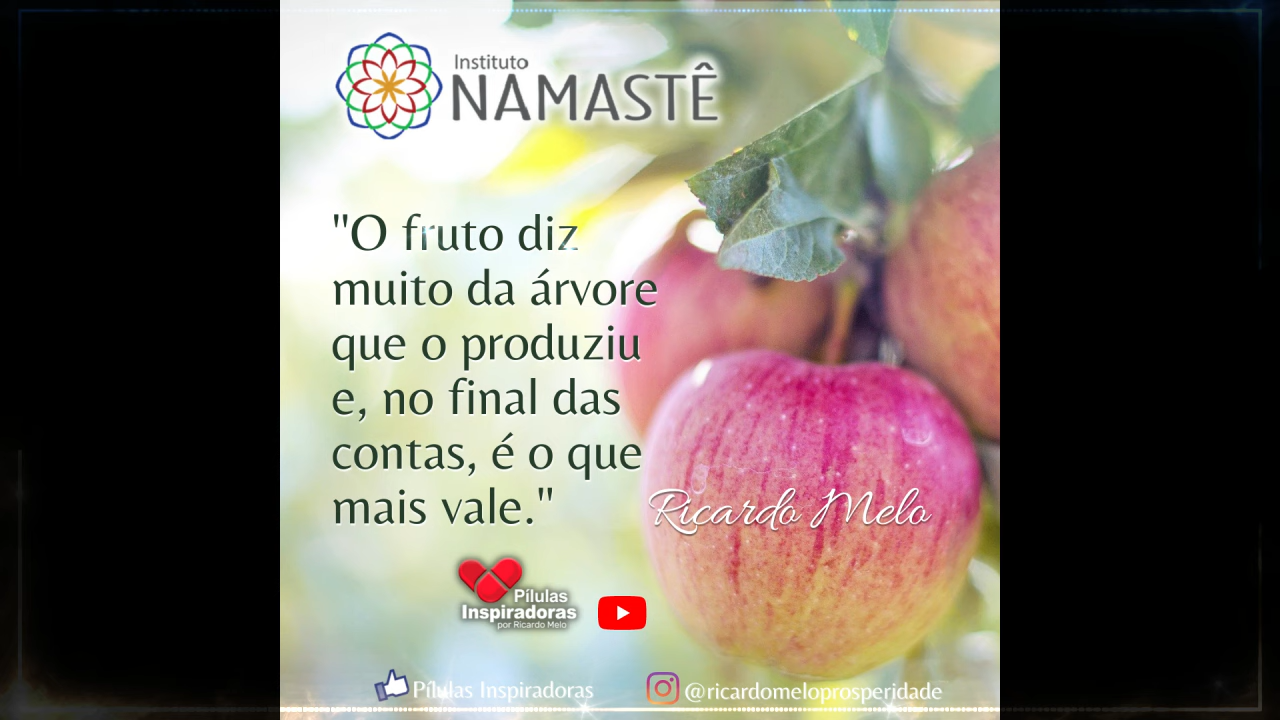 Instituto
NAMASTÊ
"O fruto diz
muito da árvore
que o produziu
e, no final das
contas, é o que
mais vale."
Ricardo Melo
Pílulas
Inspiradoras
por Ricardo Melo
Pílulas Inspiradoras
@ricardomeloprosperidade